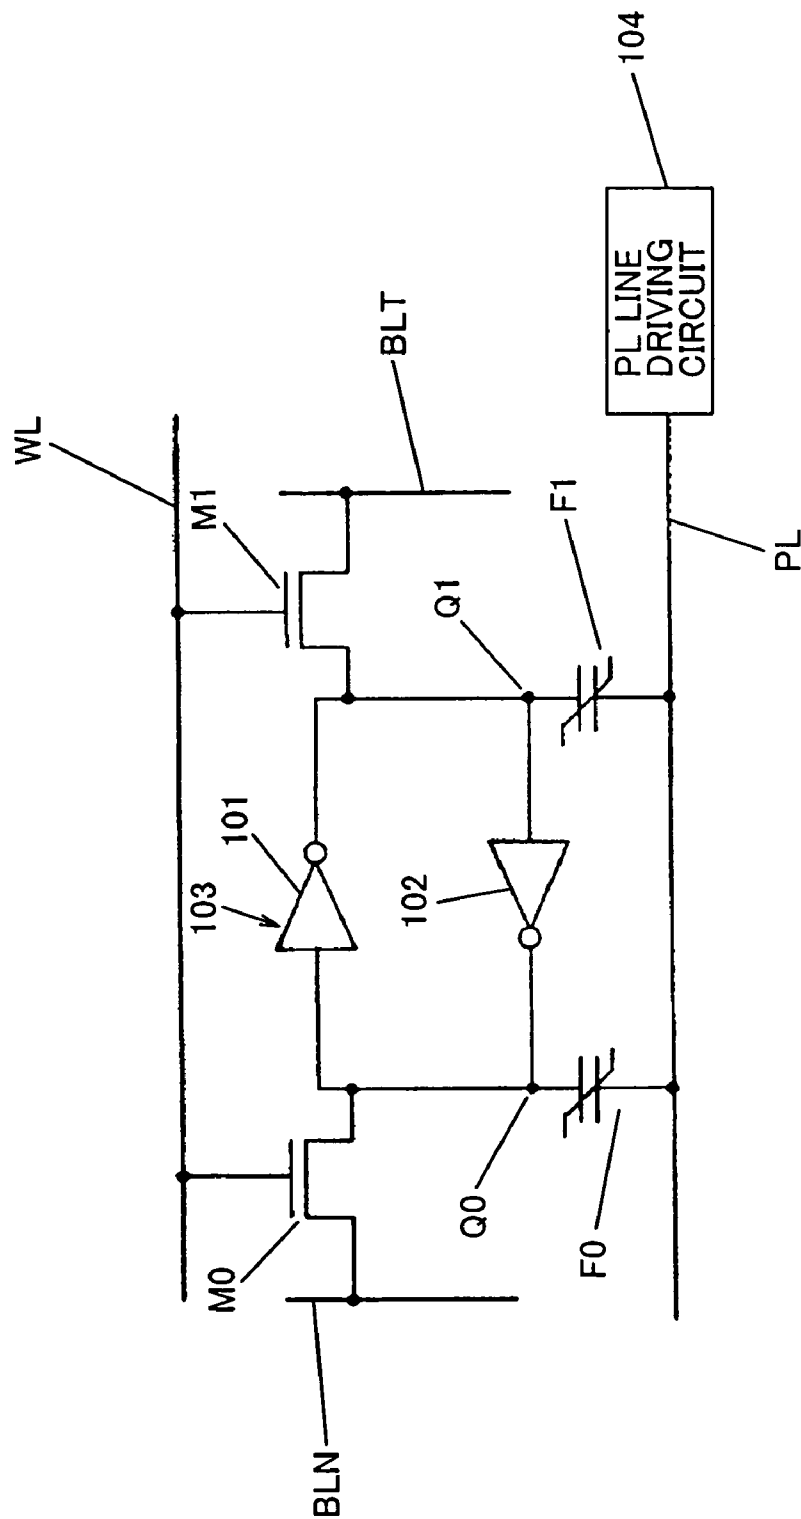 WL
M1
BLT
104
PL LINE
DRIVING
CIRCUIT
103
101
Q1
F1
PL
102
M0
Q0
F0
BLN